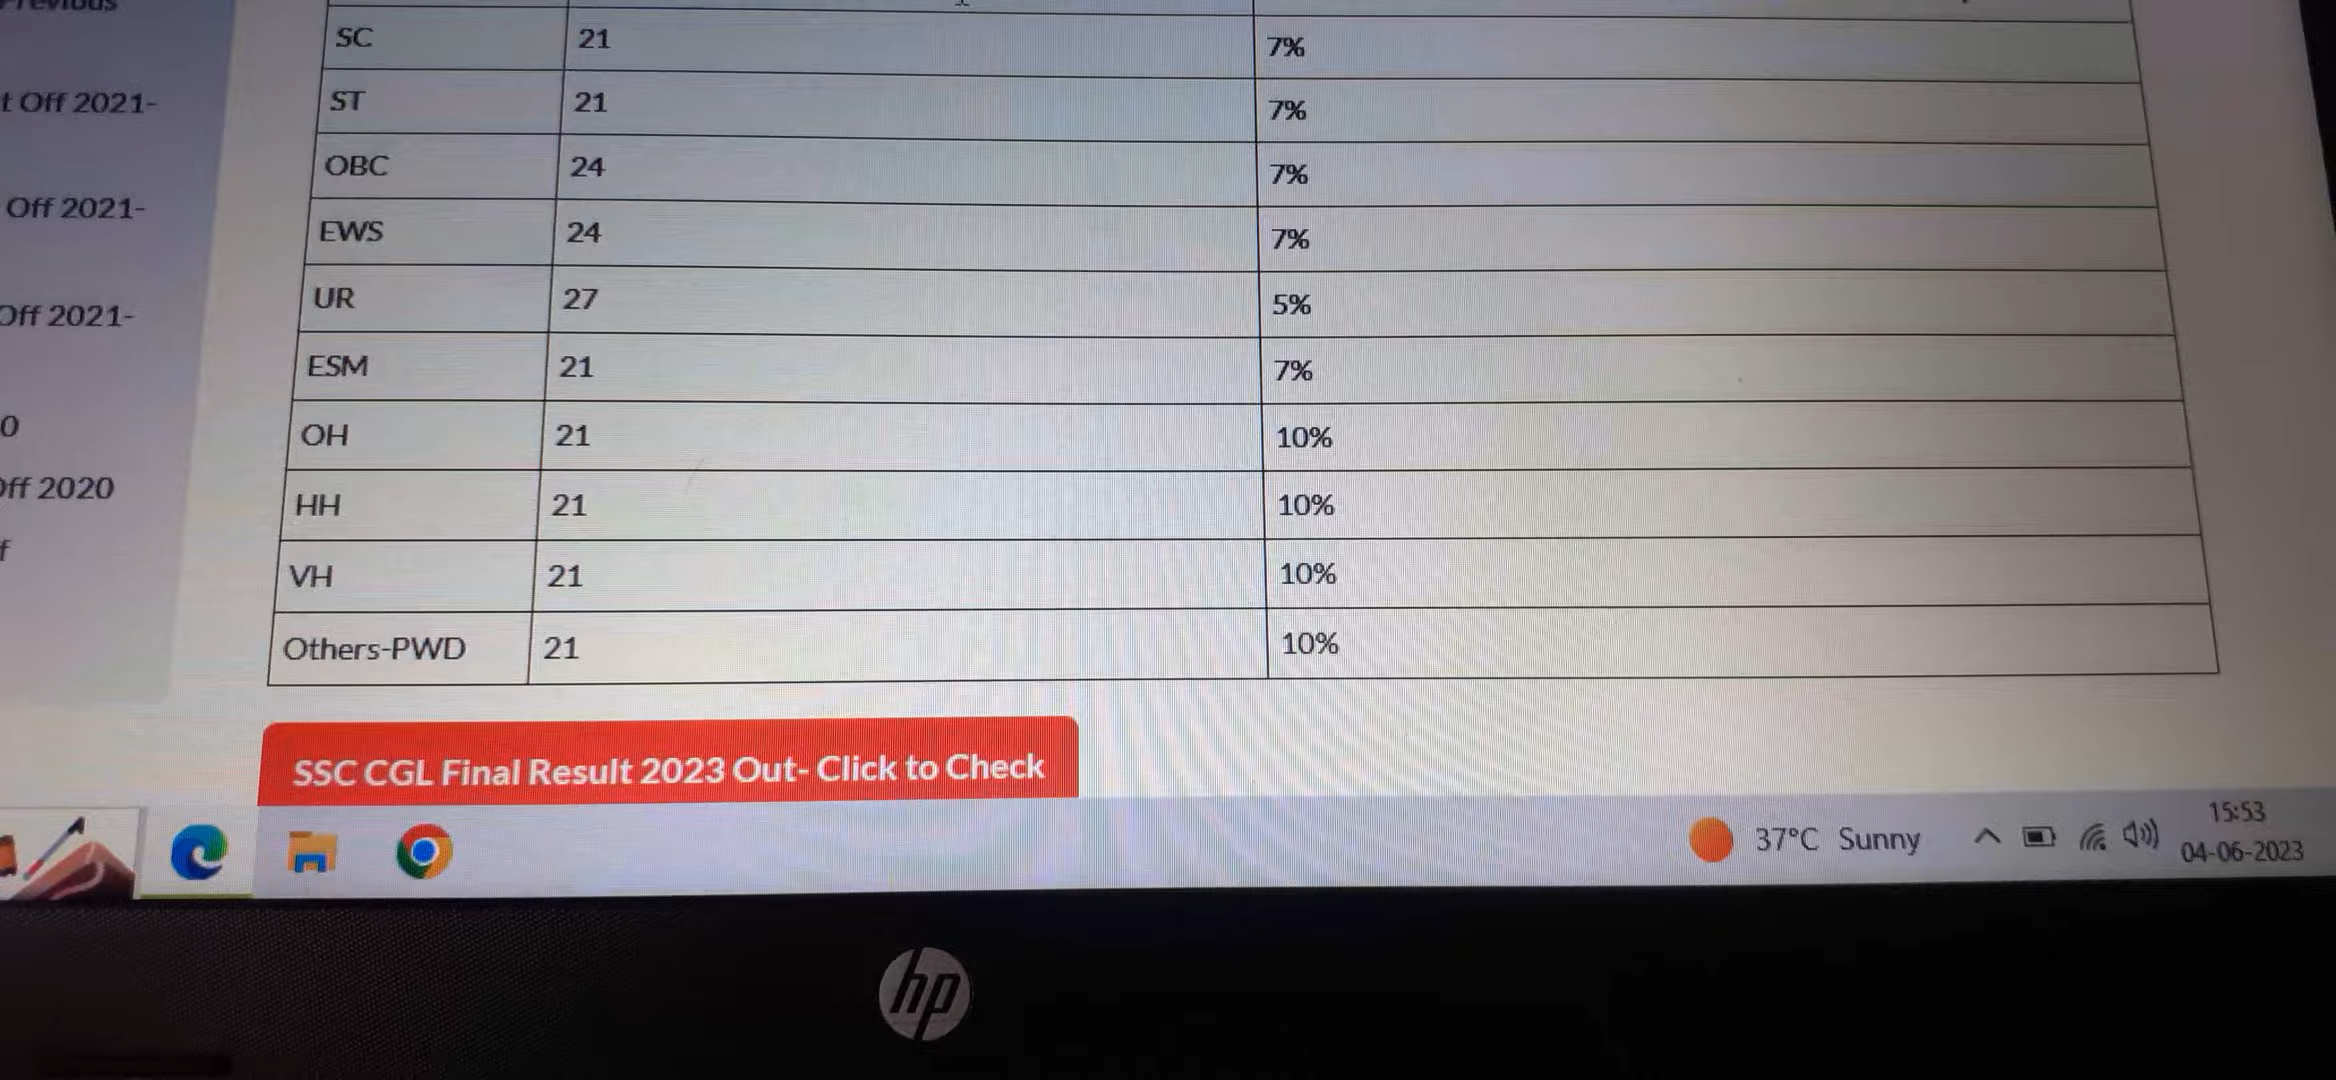 Previous
t Off 2021-
Off 2021-
Off 2021-
0
Off 2020
f
SC 21 7%
ST 21 7%
OBC 24 7%
EWS 24 7%
UR 27 5%
ESM 21 7%
OH 21 10%
HH 21 10%
VH 21 10%
Others-PWD 21 10%
SSC CGL Final Result 2023 Out- Click to Check
37°C Sunny
15:53
04-06-2023
hp